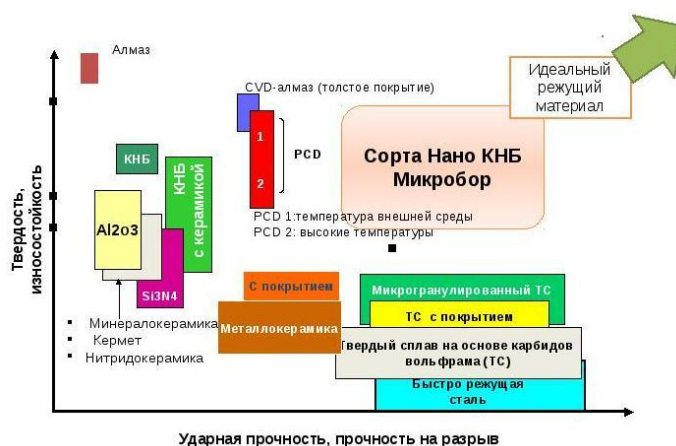 Алмаз
Идеальный
режущий
материал
CVD-алмаз (толстое покрытие)
1
PCD
2
КНБ
КНБ
с керамикой
Сорта Нано КНБ
Микробор
Твердость,
износостойкость
Al2о3
PCD 1:температура внешней среды
PCD 2: высокие температуры
Si3N4
С покрытием
Микрогранулированный ТС
Минералокерамика
Кермет
Нитридокерамика
Металлокерамика
ТС с покрытием
Твердый сплав на основе карбидов
вольфрама (ТС)
Быстро режущая
сталь
Ударная прочность, прочность на разрыв